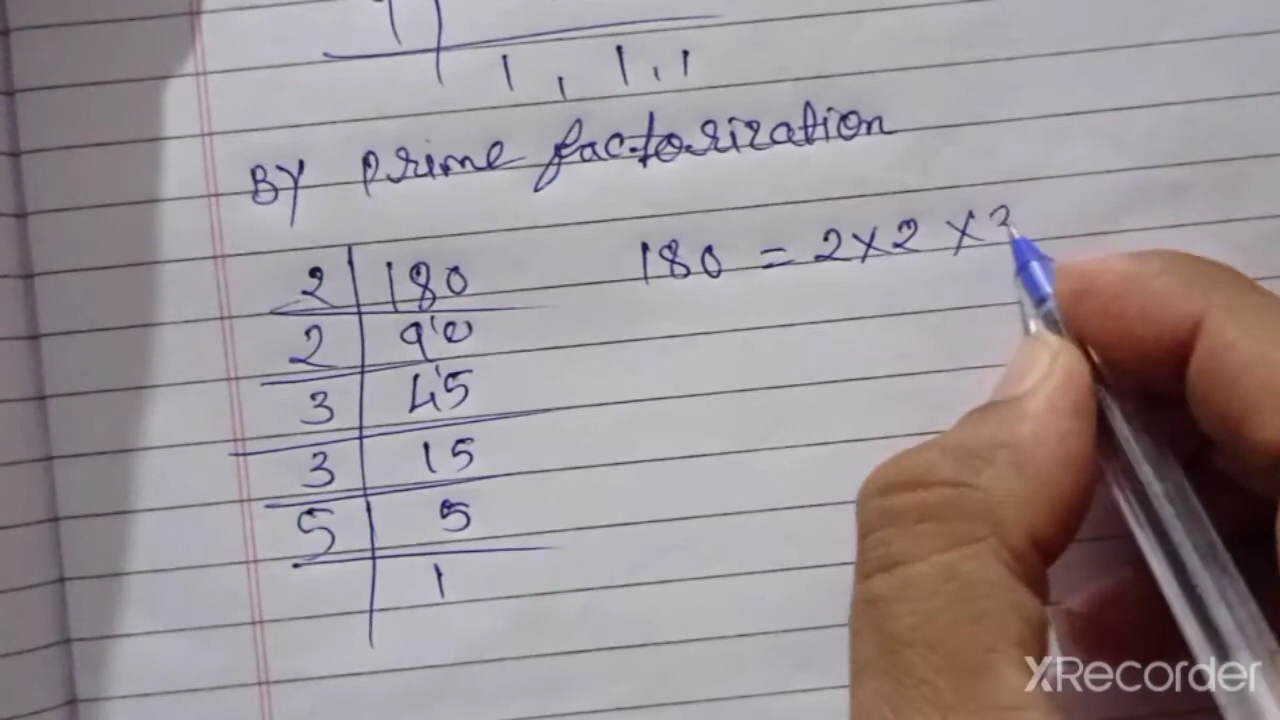 1, 1, 1
BY Prime factorization
2 | 180
2 | 90
3 | 45
3 | 15
5 | 5
1
180 = 2 x 2 x 3
XRecorder